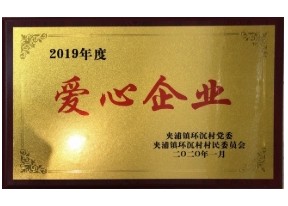 2019年度
爱心企业
夹浦镇环沉村党委
夹浦镇环沉村村民委员会
二〇二〇年一月